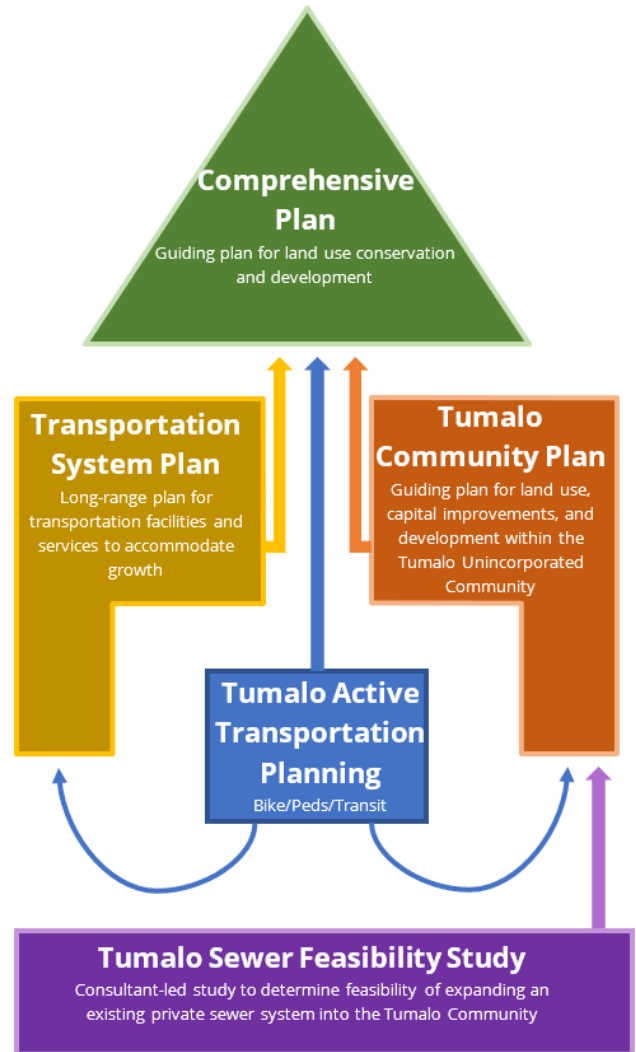 Comprehensive
Plan
Guiding plan for land use conservation
and development
Transportation
System Plan
Long-range plan for
transportation facilities and
services to accommodate
growth
Tumalo
Community Plan
Guiding plan for land use,
capital improvements, and
development within the
Tumalo Unincorporated
Community
Tumalo Active
Transportation
Planning
Bike/Peds/Transit
Tumalo Sewer Feasibility Study
Consultant-led study to determine feasibility of expanding an
existing private sewer system into the Tumalo Community